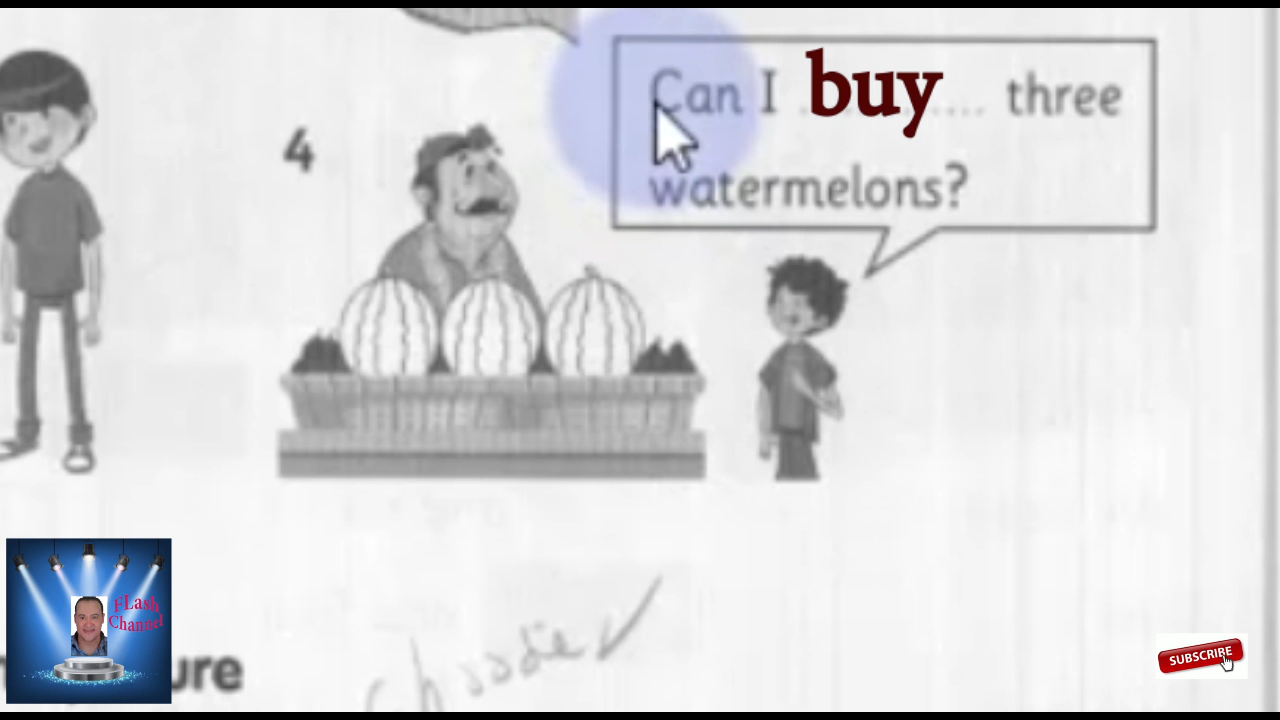 Can I buy three
watermelons?
4
FLash
Channel
ure
SUBSCRIBE